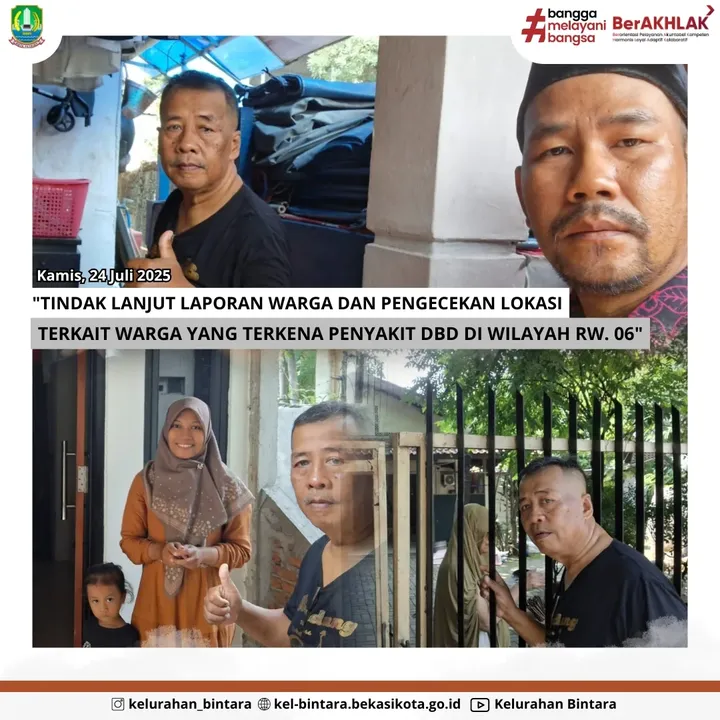 #bangga
melayani
bangsa
BerAKHLAK
Kamis, 24 Juli 2025
"TINDAK LANJUT LAPORAN WARGA DAN PENGECEKAN LOKASI
TERKAIT WARGA YANG TERKENA PENYAKIT DBD DI WILAYAH RW. 06"
kelurahan_bintara kel-bintara.bekasikota.go.id Kelurahan Bintara